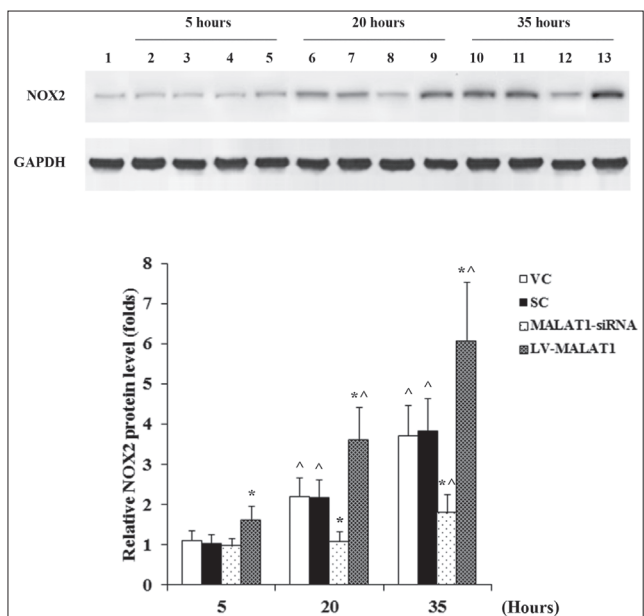 5 hours 20 hours 35 hours
1 2 3 4 5 6 7 8 9 10 11 12 13
NOX2
GAPDH
Relative NOX2 protein level (folds)
8
7
6
5
4
3
2
1
0
* 
^ ^ * *^
^ ^ *^ *^
5 20 35 (Hours)
VC
SC
MALAT1-siRNA
LV-MALAT1